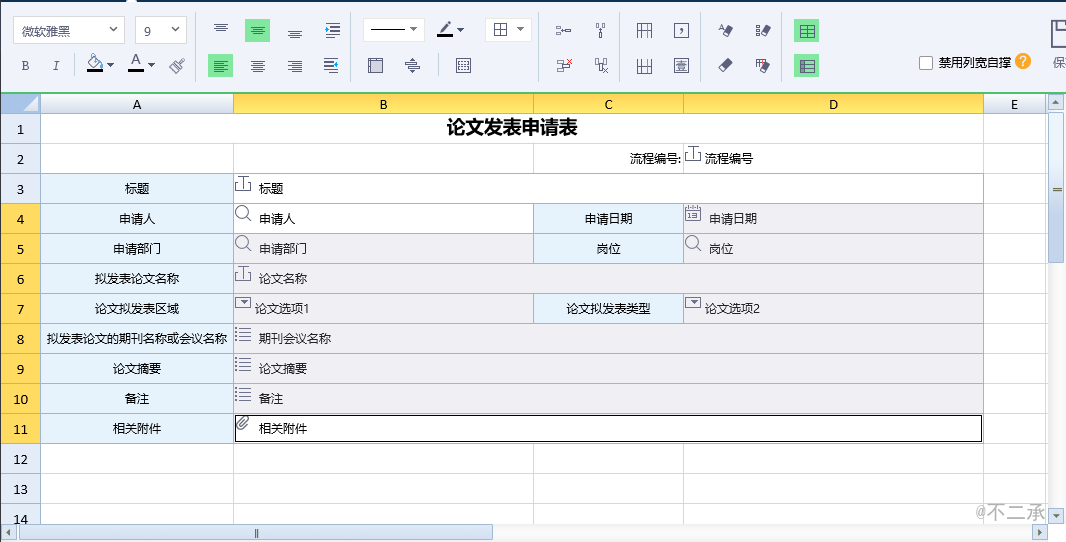 微软雅黑 9
B I A
禁用列宽自撑 ?
A B C D E
1 论文发表申请表
2 流程编号: 流程编号
3 标题 标题
4 申请人 申请人 申请日期 申请日期
5 申请部门 申请部门 岗位 岗位
6 拟发表论文名称 论文名称
7 论文拟发表区域 论文选项1 论文拟发表类型 论文选项2
8 拟发表论文的期刊名称或会议名称 期刊会议名称
9 论文摘要 论文摘要
10 备注 备注
11 相关附件 相关附件
12
13
14
@不二承